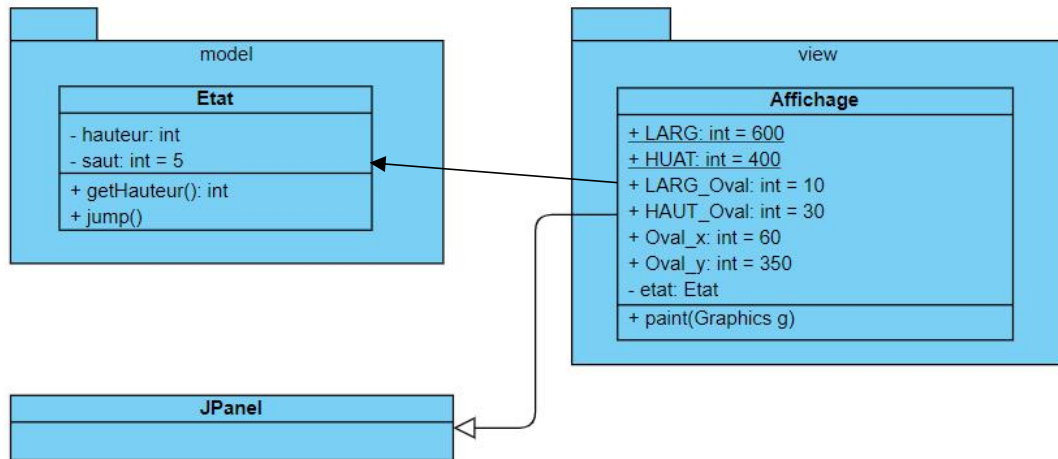 model
Etat
- hauteur: int
- saut: int = 5
+ getHauteur(): int
+ jump()
view
Affichage
+ LARG: int = 600
+ HUAT: int = 400
+ LARG_Oval: int = 10
+ HAUT_Oval: int = 30
+ Oval_x: int = 60
+ Oval_y: int = 350
- etat: Etat
+ paint(Graphics g)
JPanel